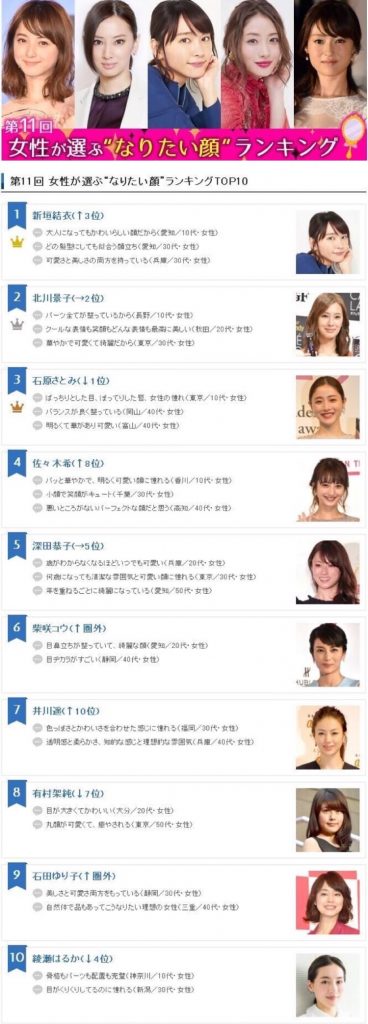 第11回
女性が選ぶ"なりたい顔"ランキング
第11回 女性が選ぶ"なりたい顔"ランキングTOP10
1
新垣結衣(↑3位)
大人になってもかわいらしい顔だから(愛知／10代・女性)
どの髪型にしても似合う顔立ち(愛知／30代・女性)
可愛さと美しさの両方を持っている(兵庫／30代・女性)
2
北川景子(→2位)
パーツ全てが整っているから(長野／10代・女性)
クールな表情も笑顔もどんな表情も最高に美しい(秋田／20代・女性)
華やかで可愛くて綺麗だから(東京／30代・女性)
3
石原さとみ(↓1位)
ぱっちりとした目、ぽってりした唇、女性の憧れ(東京／10代・女性)
バランスが良く整っている(岡山／40代・女性)
明るくて華があり可愛い(富山／40代・女性)
4
佐々木希(↑8位)
パッと華やかで、明るく可愛い顔に憧れる(香川／10代・女性)
小顔で笑顔がキュート(千葉／30代・女性)
悪いところがないパーフェクトな顔だと思う(高知／40代・女性)
5
深田恭子(→5位)
歳がわからなくなるほどいつでも可愛い(兵庫／20代・女性)
何歳になっても清潔な雰囲気と可愛い顔に憧れる(東京／30代・女性)
年を重ねるごとに綺麗になっている(愛知／50代・女性)
6
柴咲コウ(↑圏外)
目鼻立ちが整っていて、綺麗な顔(愛知／20代・女性)
目ヂカラがすごい(静岡／40代・女性)
7
井川遥(↑10位)
色っぽさとかわいさを合わせた感じに憧れる(福岡／30代・女性)
透明感と柔らかさ、知的な感じと理想的な雰囲気(兵庫／40代・女性)
8
有村架純(↓7位)
目が大きくてかわいい(大分／20代・女性)
丸顔が可愛くて、癒やされる(東京／50代・女性)
9
石田ゆり子(↑圏外)
美しさと可愛さ両方をもっている(静岡／30代・女性)
自然体で品もあってこうなりたい理想の女性(三重／40代・女性)
10
綾瀬はるか(↓4位)
骨格もパーツも配置も完璧(神奈川／10代・女性)
目がくりくりしてるのに憧れる(新潟／30代・女性)